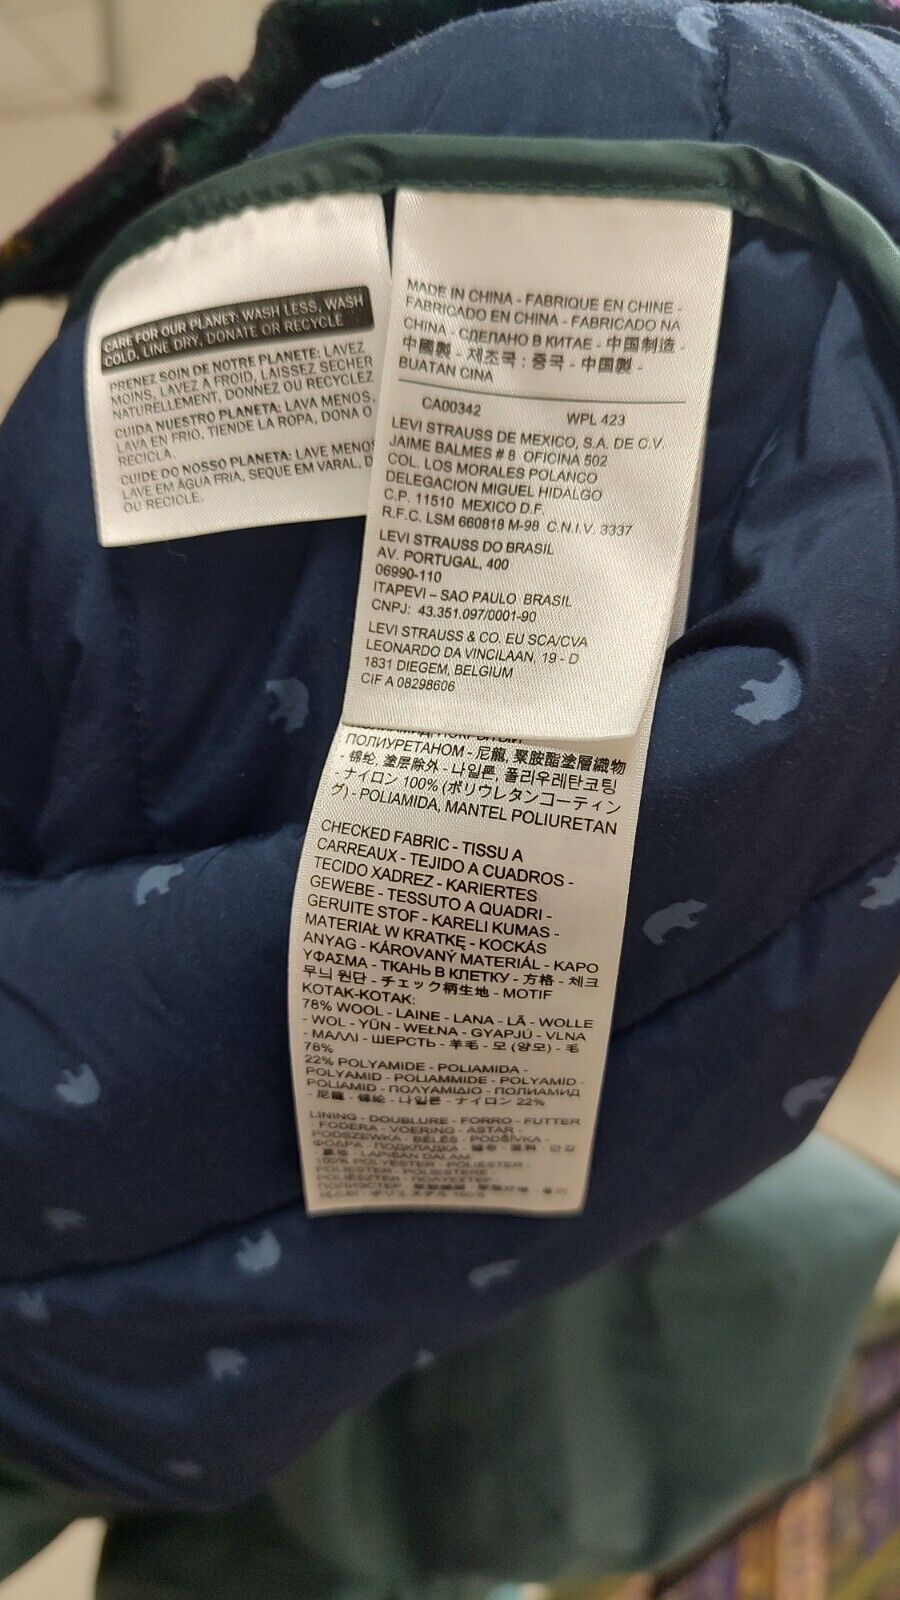 CARE FOR OUR PLANET: WASH LESS, WASH
COLD, LINE DRY, DONATE OR RECYCLE
PRENEZ SOIN DE NOTRE PLANETE: LAVEZ
MOINS, LAVEZ A FROID, LAISSEZ SECHER
NATURELLEMENT, DONNEZ OU RECYCLEZ
CUIDA NUESTRO PLANETA: LAVA MENOS,
LAVA EN FRIO, TIENDE LA ROPA, DONA O
RECICLA.
CUIDE DO NOSSO PLANETA: LAVE MENOS
LAVE EM ÁGUA FRIA, SEQUE EM VARAL, D
OU RECICLE.
MADE IN CHINA - FABRIQUE EN CHINE -
FABRICADO EN CHINA - FABRICADO NA
CHINA - СДЕЛАНО В КИТАЕ - 中国制造 -
中國製 - 제조국 : 중국 - 中国製 -
BUATAN CINA
CA00342 WPL 423
LEVI STRAUSS DE MEXICO, S.A. DE C.V.
JAIME BALMES # 8 OFICINA 502
COL. LOS MORALES POLANCO
DELEGACION MIGUEL HIDALGO
C.P. 11510 MEXICO D.F.
R.F.C. LSM 660818 M-98 C.N.I.V. 3337
LEVI STRAUSS DO BRASIL
AV. PORTUGAL, 400
06990-110
ITAPEVI – SAO PAULO BRASIL
CNPJ: 43.351.097/0001-90
LEVI STRAUSS & CO. EU SCA/CVA
LEONARDO DA VINCILAAN, 19 - D
1831 DIEGEM, BELGIUM
CIF A 08298606
ПОЛИУРЕТАНОМ - 尼龍, 聚胺酯塗層織物
- 锦纶, 塗层除外 - 나일론, 폴리우레탄코팅
- ナイロン 100% (ポリウレタンコーティン
グ) - POLIAMIDA, MANTEL POLIURETAN
CHECKED FABRIC - TISSU A
CARREAUX - TEJIDO A CUADROS -
TECIDO XADREZ - KARIERTES
GEWEBE - TESSUTO A QUADRI -
GERUITE STOF - KARELI KUMAS -
MATERIAŁ W KRATKĘ - KOCKÁS
ANYAG - KÁROVANÝ MATERIÁL - KAPO
ΥΦΑΣΜΑ - ТКАНЬ В КЛЕТКУ - 方格 - 체크
무늬 원단 - チェック柄生地 - MOTIF
KOTAK-KOTAK:
78% WOOL - LAINE - LANA - LÃ - WOLLE
- WOL - YÜN - WEŁNA - GYAPJÚ - VLNA
- ΜΑΛΛΙ - ШЕРСТЬ - 羊毛 - 모 (양모) - 毛
78%
22% POLYAMIDE - POLIAMIDA -
POLYAMID - POLIAMMIDE - POLYAMÍD -
POLIAMID - ΠΟΛΥΑΜΙΔΙΟ - ПОЛИАМИД
- 尼龍 - 锦纶 - 나일론 - ナイロン 22%
LINING - DOUBLURE - FORRO - FUTTER
- FODERA - VOERING - ASTAR -
PODSZEWKA - BÉLÉS - PODŠÍVKA -
ΦΟΔΡΑ - ПОДКЛАДКА
- LAPISAN DALAM
100% POLYESTER - POLIÉSTER -
POLIESTER - POLIESTERE -